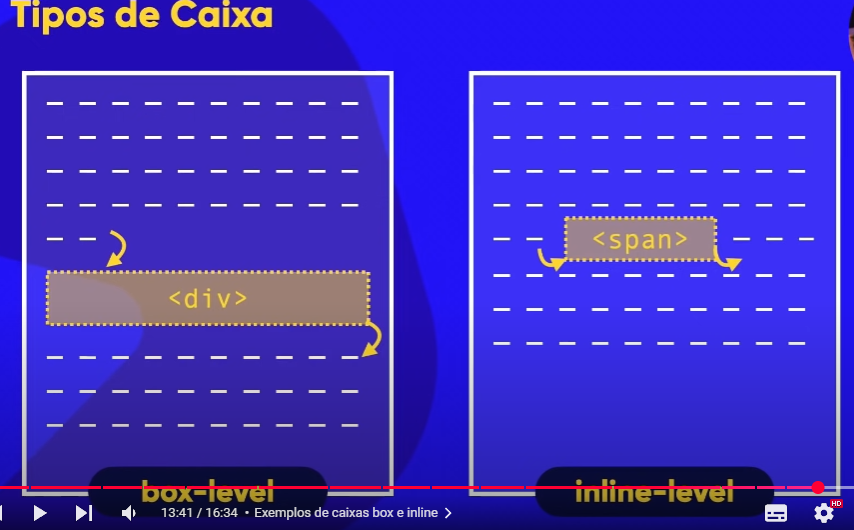 Tipos de Caixa
<div>
<span>
box-level
inline-level
13:41 / 16:34 • Exemplos de caixas box e inline
HD